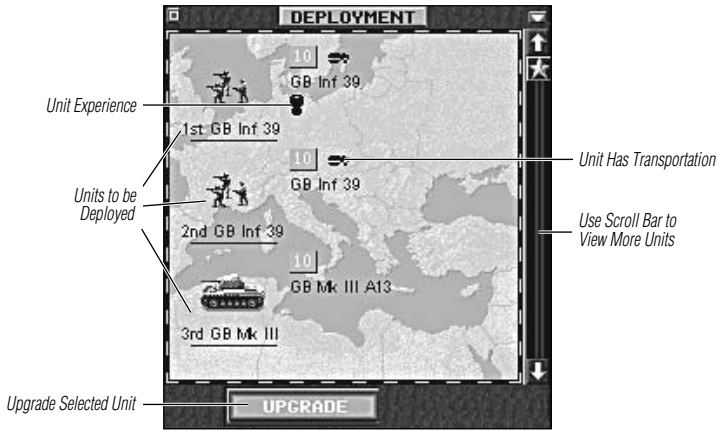 DEPLOYMENT
10
GB Inf 39
Unit Experience
1st GB Inf 39
10
Unit Has Transportation
GB Inf 39
Units to be
Deployed
2nd GB Inf 39
Use Scroll Bar to
View More Units
10
GB Mk III A13
3rd GB Mk III
Upgrade Selected Unit
UPGRADE